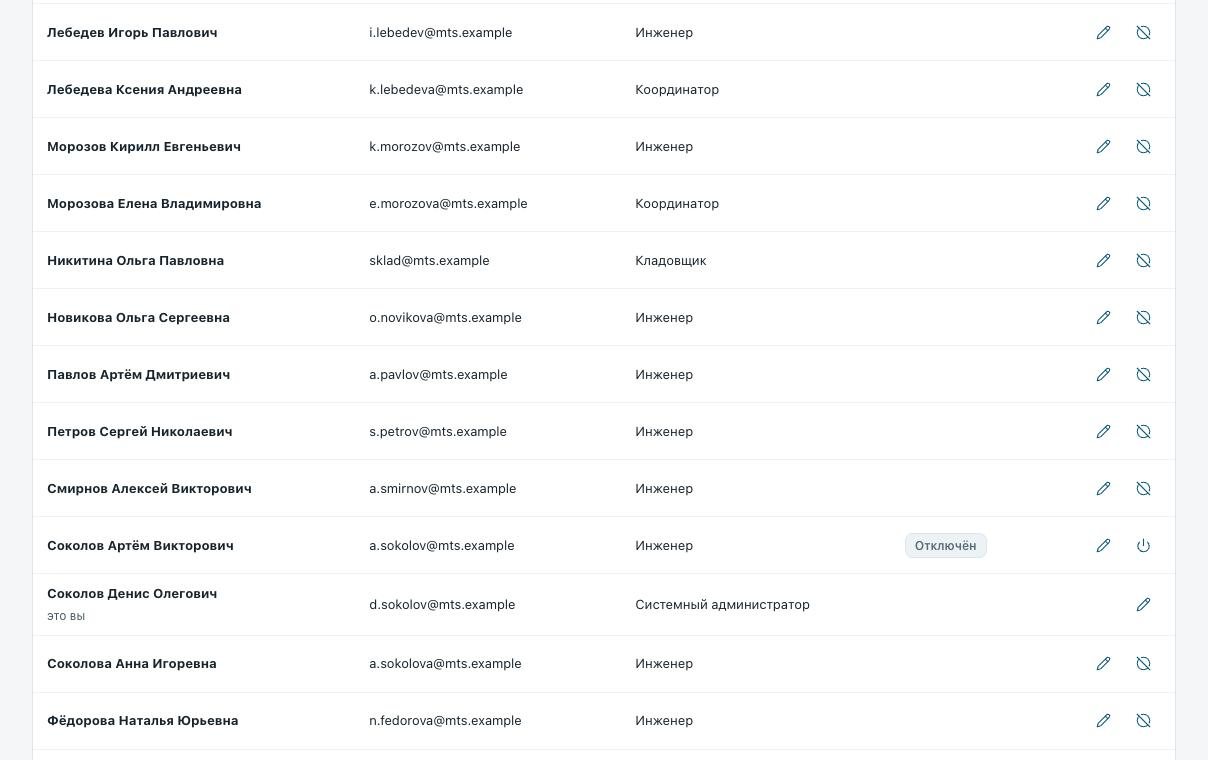 Лебедев Игорь Павлович i.lebedev@mts.example Инженер
Лебедева Ксения Андреевна k.lebedeva@mts.example Координатор
Морозов Кирилл Евгеньевич k.morozov@mts.example Инженер
Морозова Елена Владимировна e.morozova@mts.example Координатор
Никитина Ольга Павловна sklad@mts.example Кладовщик
Новикова Ольга Сергеевна o.novikova@mts.example Инженер
Павлов Артём Дмитриевич a.pavlov@mts.example Инженер
Петров Сергей Николаевич s.petrov@mts.example Инженер
Смирнов Алексей Викторович a.smirnov@mts.example Инженер
Соколов Артём Викторович a.sokolov@mts.example Инженер Отключён
Соколов Денис Олегович d.sokolov@mts.example Системный администратор
это вы
Соколова Анна Игоревна a.sokolova@mts.example Инженер
Фёдорова Наталья Юрьевна n.fedorova@mts.example Инженер